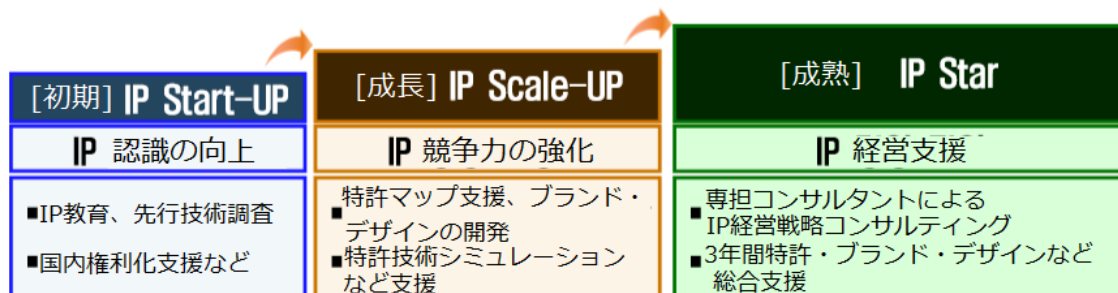 [初期] IP Start-UP
IP 認識の向上
■IP教育、先行技術調査
■国内権利化支援など
[成長] IP Scale-UP
IP 競争力の強化
■特許マップ支援、ブランド・
デザインの開発
■特許技術シミュレーション
など支援
[成熟] IP Star
IP 経営支援
■専担コンサルタントによる
IP経営戦略コンサルティング
■3年間特許・ブランド・デザインなど
総合支援